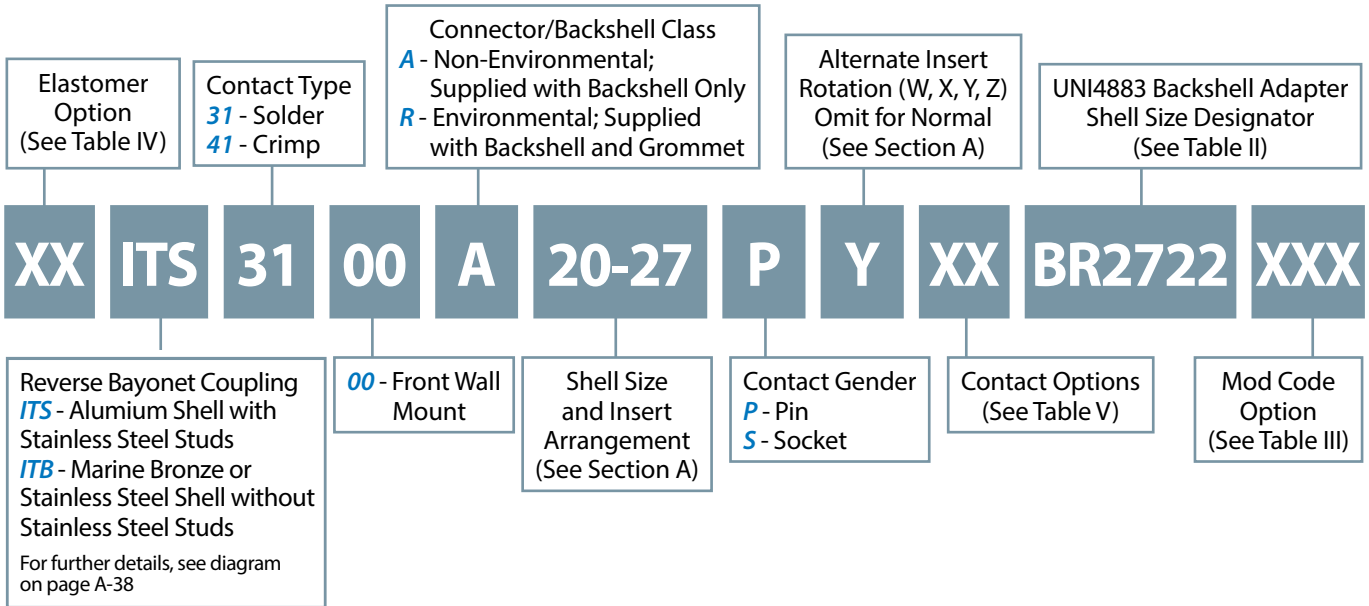 Elastomer
Option
(See Table IV)
Contact Type
31 - Solder
41 - Crimp
Connector/Backshell Class
A - Non-Environmental;
Supplied with Backshell Only
R - Environmental; Supplied
with Backshell and Grommet
Alternate Insert
Rotation (W, X, Y, Z)
Omit for Normal
(See Section A)
UNI4883 Backshell Adapter
Shell Size Designator
(See Table II)
XX ITS 31 00 A 20-27 P Y XX BR2722 XXX
Reverse Bayonet Coupling
ITS - Alumium Shell with
Stainless Steel Studs
ITB - Marine Bronze or
Stainless Steel Shell without
Stainless Steel Studs
For further details, see diagram
on page A-38
00 - Front Wall
Mount
Shell Size
and Insert
Arrangement
(See Section A)
Contact Gender
P - Pin
S - Socket
Contact Options
(See Table V)
Mod Code
Option
(See Table III)